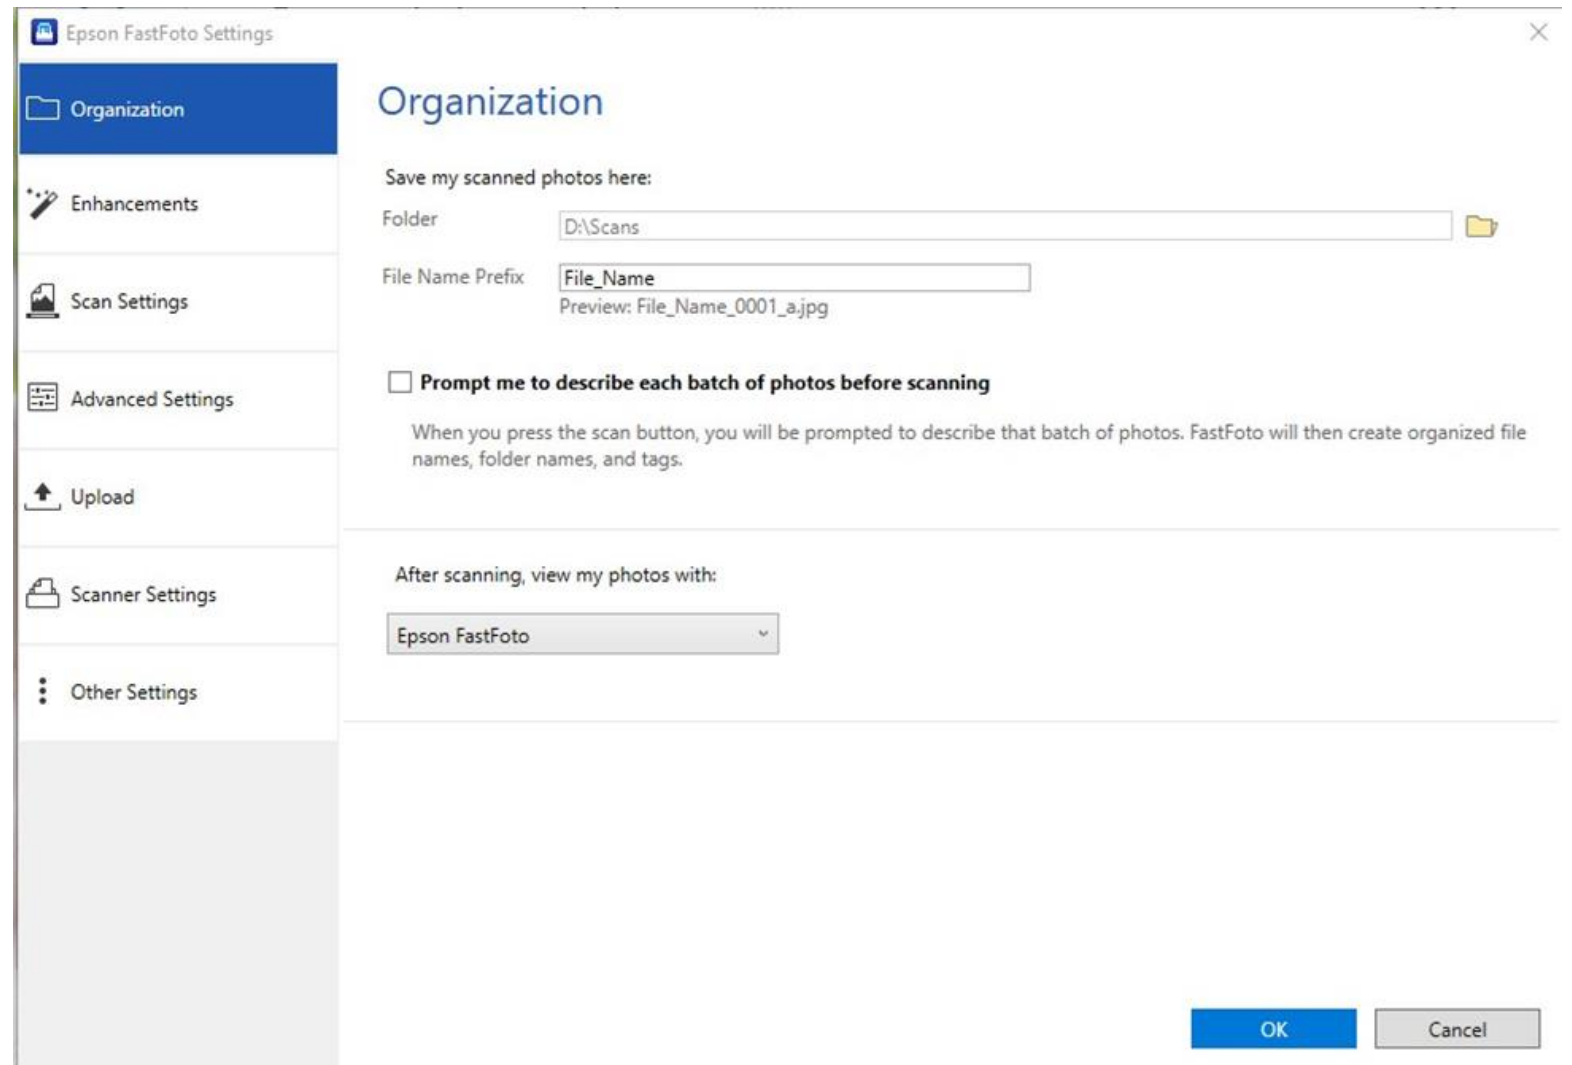 Epson FastFoto Settings
Organization
Enhancements
Scan Settings
Advanced Settings
Upload
Scanner Settings
Other Settings
Organization
Save my scanned photos here:
Folder
D:\Scans
File Name Prefix
File_Name
Preview: File_Name_0001_a.jpg
Prompt me to describe each batch of photos before scanning
When you press the scan button, you will be prompted to describe that batch of photos. FastFoto will then create organized file
names, folder names, and tags.
After scanning, view my photos with:
Epson FastFoto
OK
Cancel